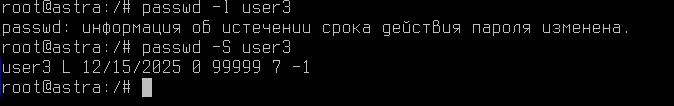 root@astra:/# passwd -l user3
passwd: информация об истечении срока действия пароля изменена.
root@astra:/# passwd -S user3
user3 L 12/15/2025 0 99999 7 -1
root@astra:/#